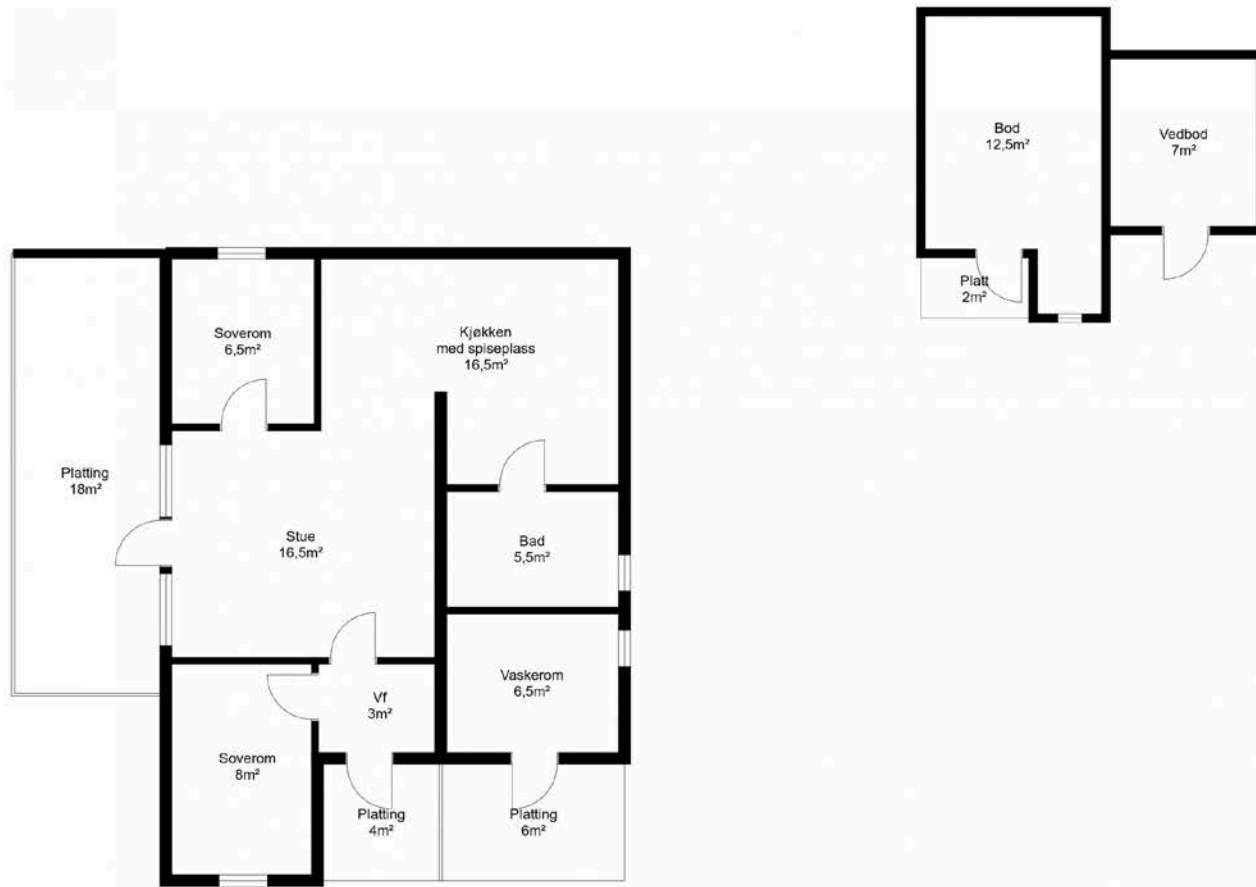 Bod
12,5m²
Vedbod
7m²
Platt
2m²
Soverom
6,5m²
Kjøkken
med spiseplass
16,5m²
Platting
18m²
Stue
16,5m²
Bad
5,5m²
Vaskerom
6,5m²
Vf
3m²
Soverom
8m²
Platting
4m²
Platting
6m²